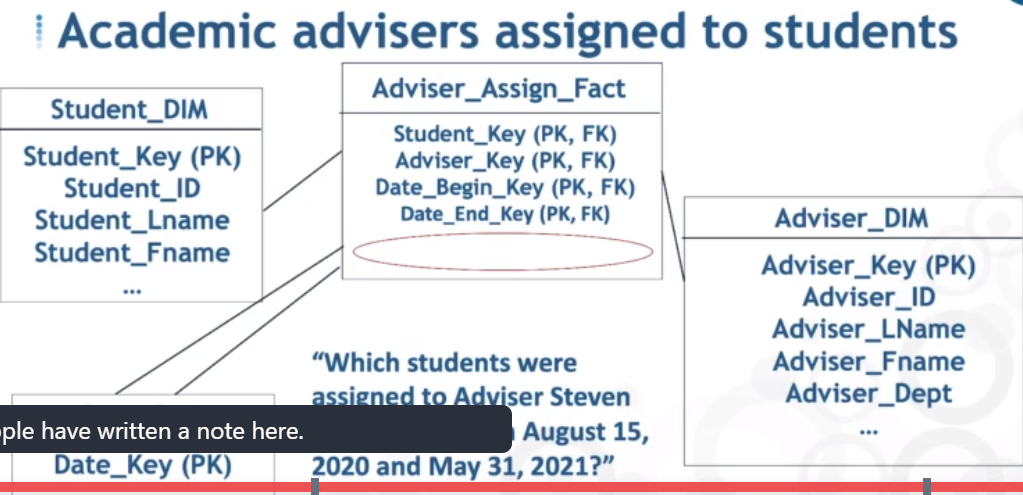 Academic advisers assigned to students
Student_DIM
Student_Key (PK)
Student_ID
Student_Lname
Student_Fname
...
Adviser_Assign_Fact
Student_Key (PK, FK)
Adviser_Key (PK, FK)
Date_Begin_Key (PK, FK)
Date_End_Key (PK, FK)
Adviser_DIM
Adviser_Key (PK)
Adviser_ID
Adviser_LName
Adviser_Fname
Adviser_Dept
...
“Which students were
assigned to Adviser Steven
August 15,
2020 and May 31, 2021?”
have written a note here.
Date_Key (PK)